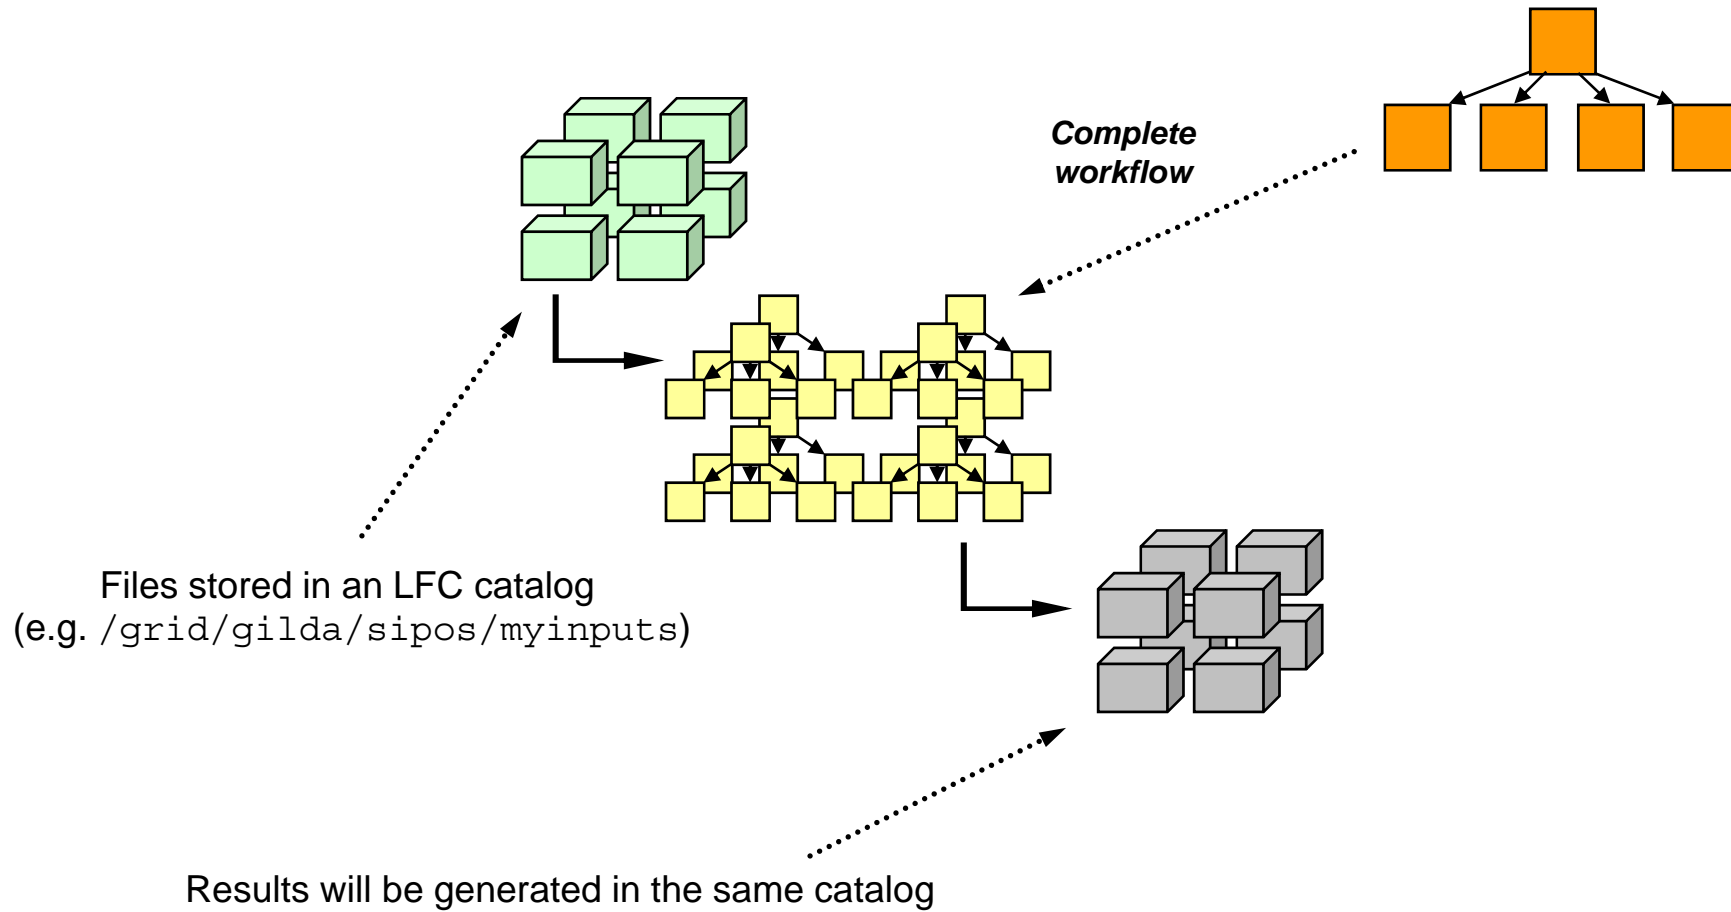 Complete
workflow
Files stored in an LFC catalog
(e.g. /grid/gilda/sipos/myinputs)
Results will be generated in the same catalog